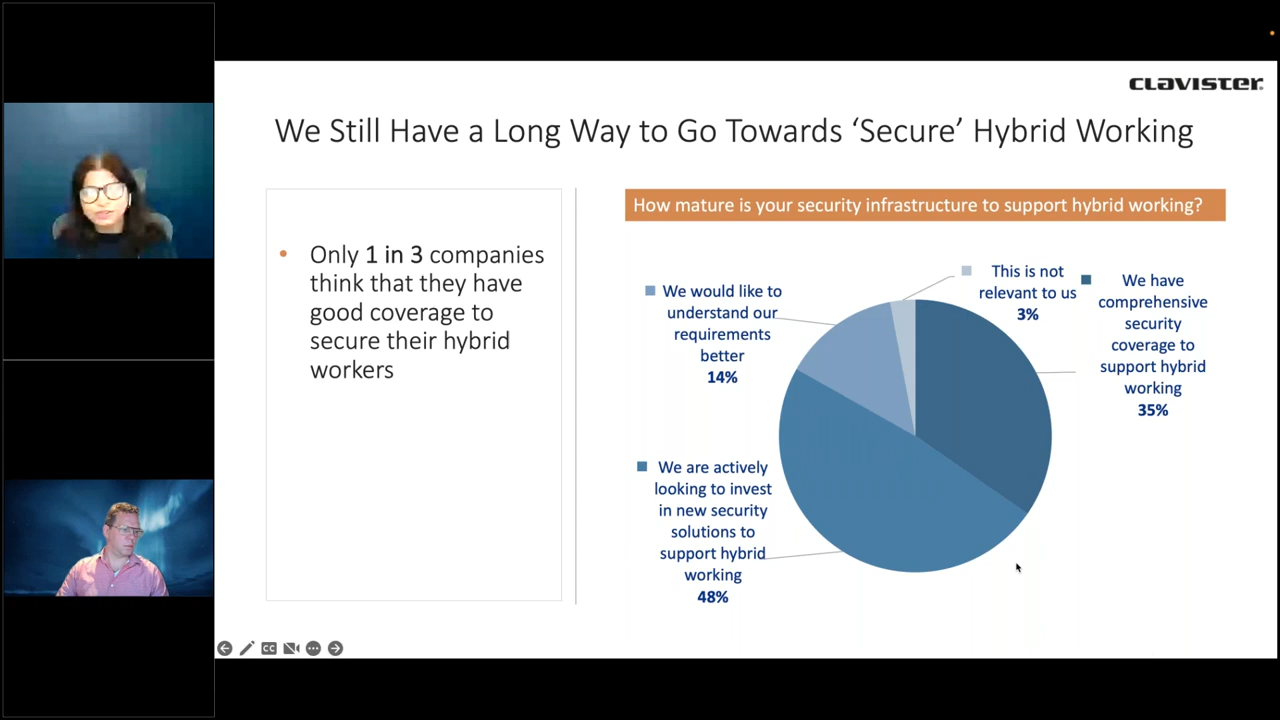 CLAVISTER.
We Still Have a Long Way to Go Towards ‘Secure’ Hybrid Working
• Only 1 in 3 companies
think that they have
good coverage to
secure their hybrid
workers
How mature is your security infrastructure to support hybrid working?
We would like to
understand our
requirements
better
14%
This is not
relevant to us
3%
We have
comprehensive
security
coverage to
support hybrid
working
35%
We are actively
looking to invest
in new security
solutions to
support hybrid
working
48%
CC